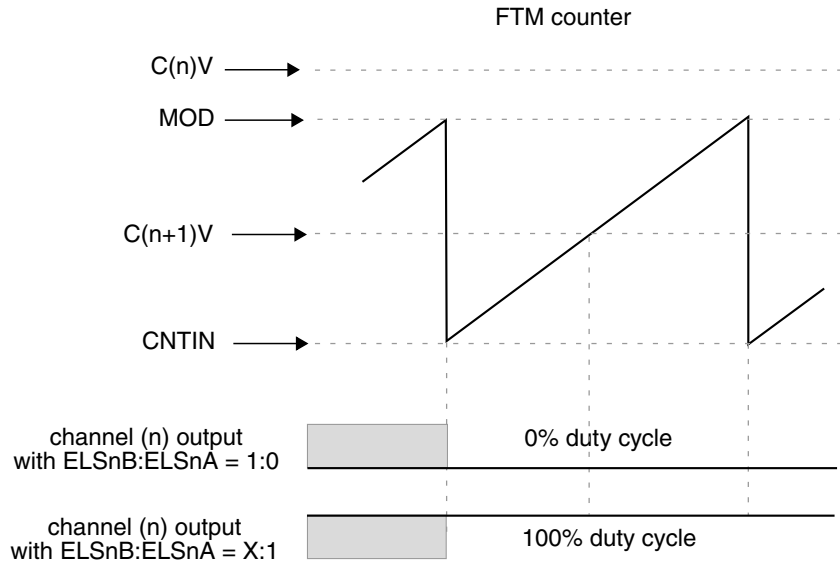 FTM counter
C(n)V
MOD
C(n+1)V
CNTIN
channel (n) output
with ELSnB:ELSnA = 1:0
0% duty cycle
channel (n) output
with ELSnB:ELSnA = X:1
100% duty cycle